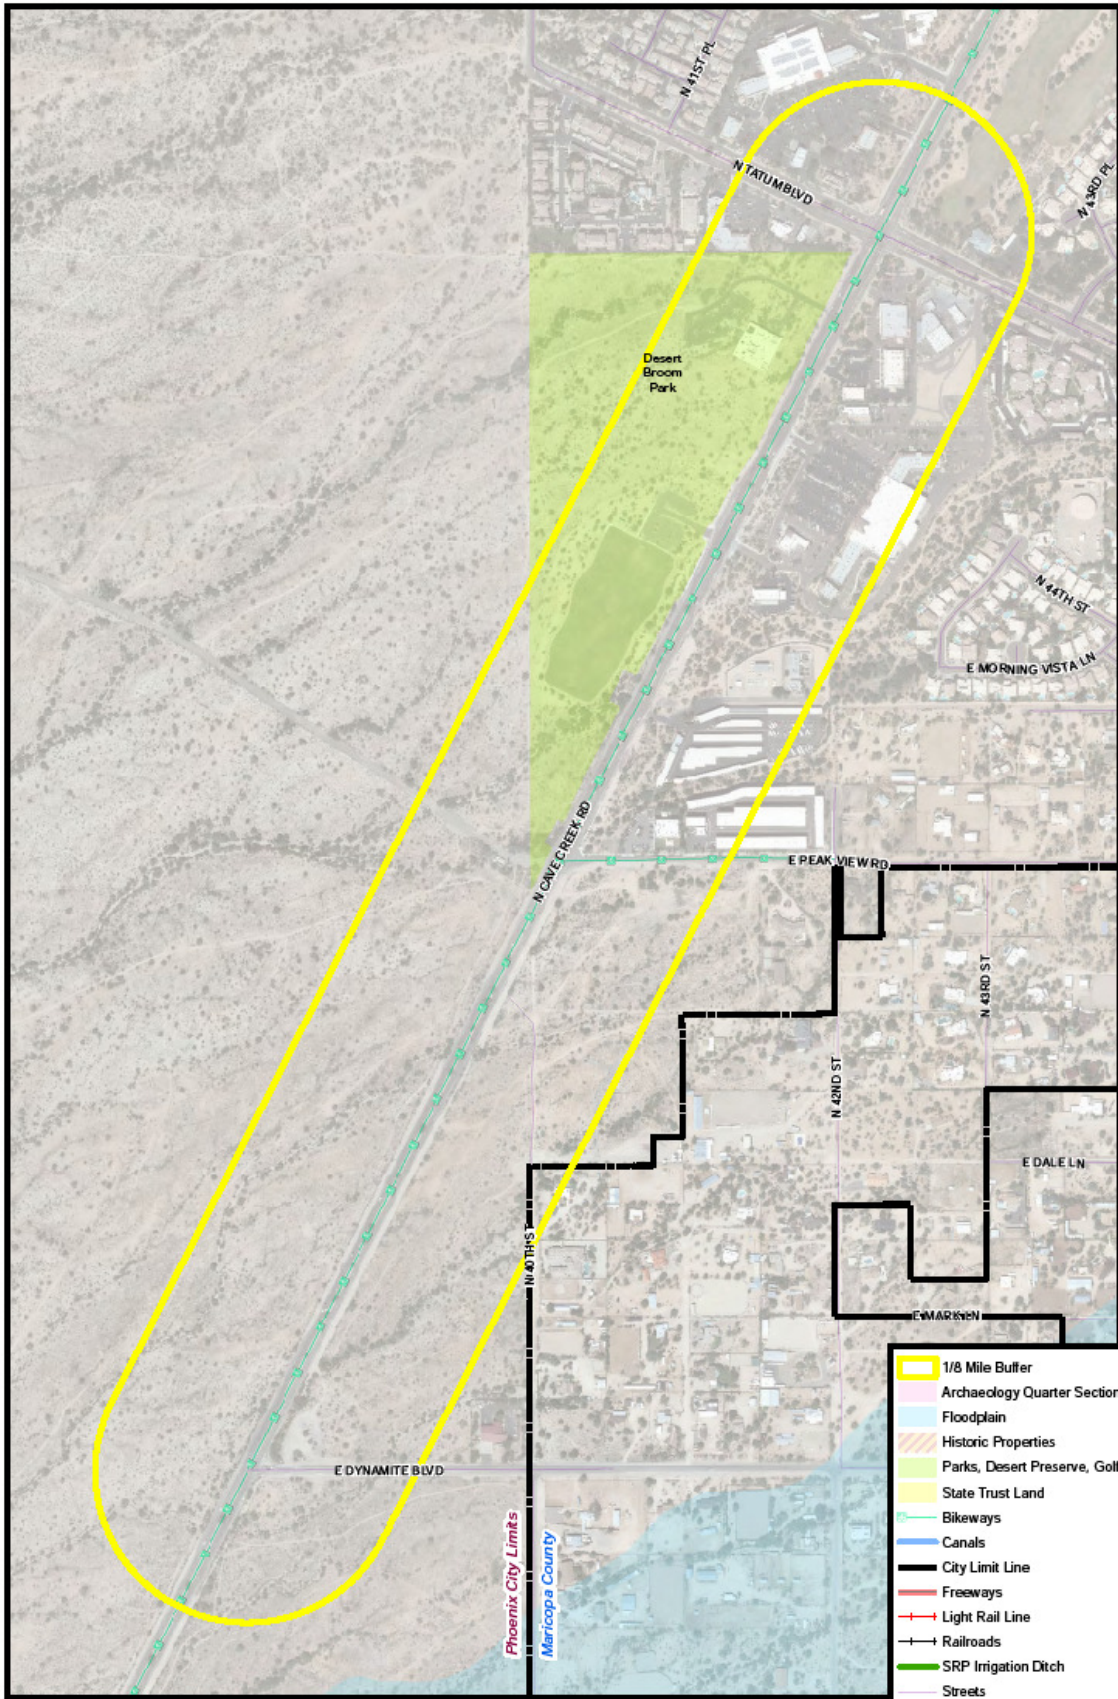 N 41ST PL
N TATUM BLVD
N 43RD PL
Desert
Broom
Park
N 44TH ST
E MORNING VISTA LN
N CAVE CREEK RD
E PEAK VIEW RD
N 43RD ST
N 42ND ST
E DALE LN
N 40TH ST
E MARK LN
E DYNAMITE BLVD
Phoenix City Limits
Maricopa County
1/8 Mile Buffer
Archaeology Quarter Section
Floodplain
Historic Properties
Parks, Desert Preserve, Golf
State Trust Land
Bikeways
Canals
City Limit Line
Freeways
Light Rail Line
Railroads
SRP Irrigation Ditch
Streets